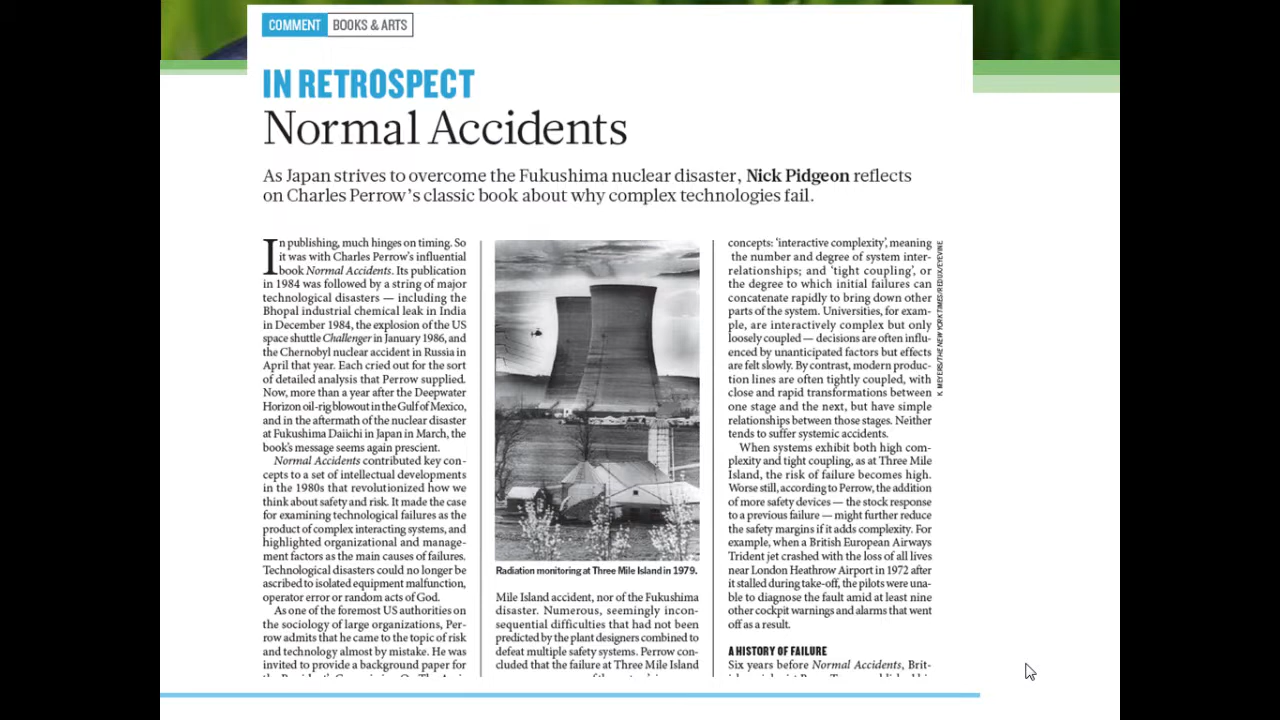 COMMENT BOOKS & ARTS
IN RETROSPECT
Normal Accidents
As Japan strives to overcome the Fukushima nuclear disaster, Nick Pidgeon reflects
on Charles Perrow's classic book about why complex technologies fail.
In publishing, much hinges on timing. So
it was with Charles Perrow's influential
book Normal Accidents. Its publication
in 1984 was followed by a string of major
technological disasters — including the
Bhopal industrial chemical leak in India
in December 1984, the explosion of the US
space shuttle Challenger in January 1986, and
the Chernobyl nuclear accident in Russia in
April that year. Each cried out for the sort
of detailed analysis that Perrow supplied.
Now, more than a year after the Deepwater
Horizon oil-rig blowout in the Gulf of Mexico,
and in the aftermath of the nuclear disaster
at Fukushima Daiichi in Japan in March, the
book's message seems again prescient.
Normal Accidents contributed key con-
cepts to a set of intellectual developments
in the 1980s that revolutionized how we
think about safety and risk. It made the case
for examining technological failures as the
product of complex interacting systems, and
highlighted organizational and manage-
ment factors as the main causes of failures.
Technological disasters could no longer be
ascribed to isolated equipment malfunction,
operator error or random acts of God.
As one of the foremost US authorities on
the sociology of large organizations, Per-
row admits that he came to the topic of risk
and technology almost by mistake. He was
invited to provide a background paper for
Radiation monitoring at Three Mile Island in 1979.
Mile Island accident, nor of the Fukushima
disaster. Numerous, seemingly incon-
sequential difficulties that had not been
predicted by the plant designers combined to
defeat multiple safety systems. Perrow con-
cluded that the failure at Three Mile Island
concepts: 'interactive complexity', meaning
the number and degree of system inter-
relationships; and 'tight coupling', or
the degree to which initial failures can
concatenate rapidly to bring down other
parts of the system. Universities, for exam-
ple, are interactively complex but only
loosely coupled — decisions are often influ-
enced by unanticipated factors but effects
are felt slowly. By contrast, modern produc-
tion lines are often tightly coupled, with
close and rapid transformations between
one stage and the next, but have simple
relationships between those stages. Neither
tends to suffer systemic accidents.
When systems exhibit both high com-
plexity and tight coupling, as at Three Mile
Island, the risk of failure becomes high.
Worse still, according to Perrow, the addition
of more safety devices — the stock response
to a previous failure — might further reduce
the safety margins if it adds complexity. For
example, when a British European Airways
Trident jet crashed with the loss of all lives
near London Heathrow Airport in 1972 after
it stalled during take-off, the pilots were una-
ble to diagnose the fault amid at least nine
other cockpit warnings and alarms that went
off as a result.
A HISTORY OF FAILURE
Six years before Normal Accidents, Brit-
K. MEYERS/THE NEW YORK TIMES/REDUX/EYEVINE